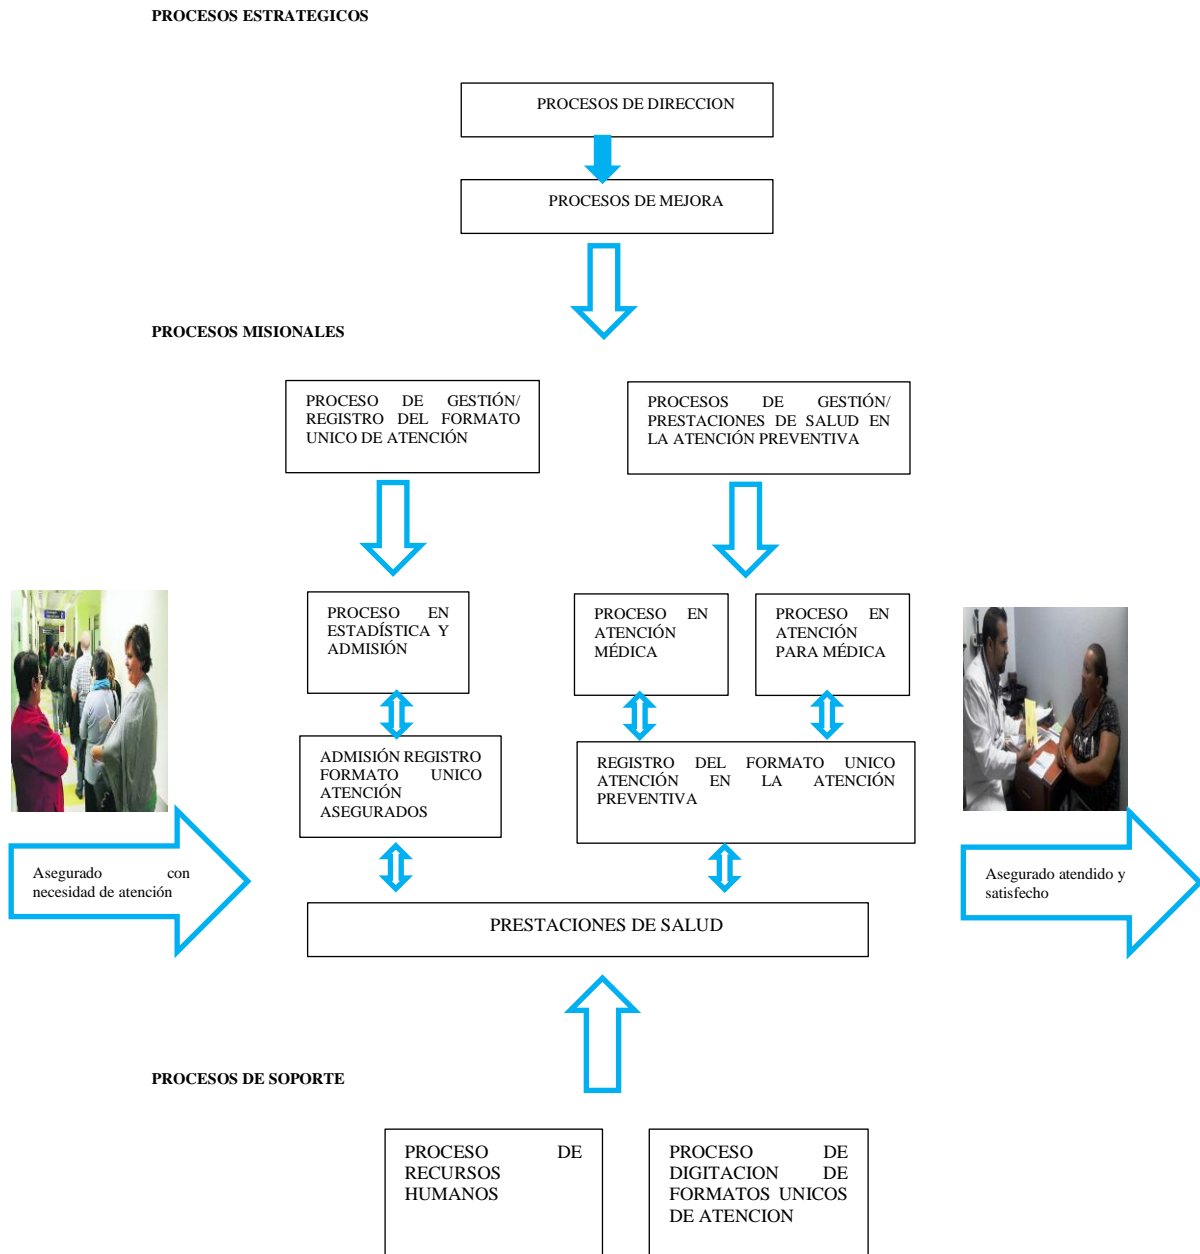 PROCESOS ESTRATEGICOS
PROCESOS DE DIRECCION
PROCESOS DE MEJORA
PROCESOS MISIONALES
PROCESO DE GESTIÓN/
REGISTRO DEL FORMATO
UNICO DE ATENCIÓN
PROCESOS DE GESTIÓN/
PRESTACIONES DE SALUD EN
LA ATENCIÓN PREVENTIVA
PROCESO EN
ESTADÍSTICA Y
ADMISIÓN
PROCESO EN
ATENCIÓN
MÉDICA
PROCESO EN
ATENCIÓN
PARA MÉDICA
ADMISIÓN REGISTRO
FORMATO UNICO
ATENCIÓN
ASEGURADOS
REGISTRO DEL FORMATO UNICO
ATENCIÓN EN LA ATENCIÓN
PREVENTIVA
Asegurado con
necesidad de atención
Asegurado atendido y
satisfecho
PRESTACIONES DE SALUD
PROCESOS DE SOPORTE
PROCESO DE
RECURSOS
HUMANOS
PROCESO DE
DIGITACION DE
FORMATOS UNICOS
DE ATENCION